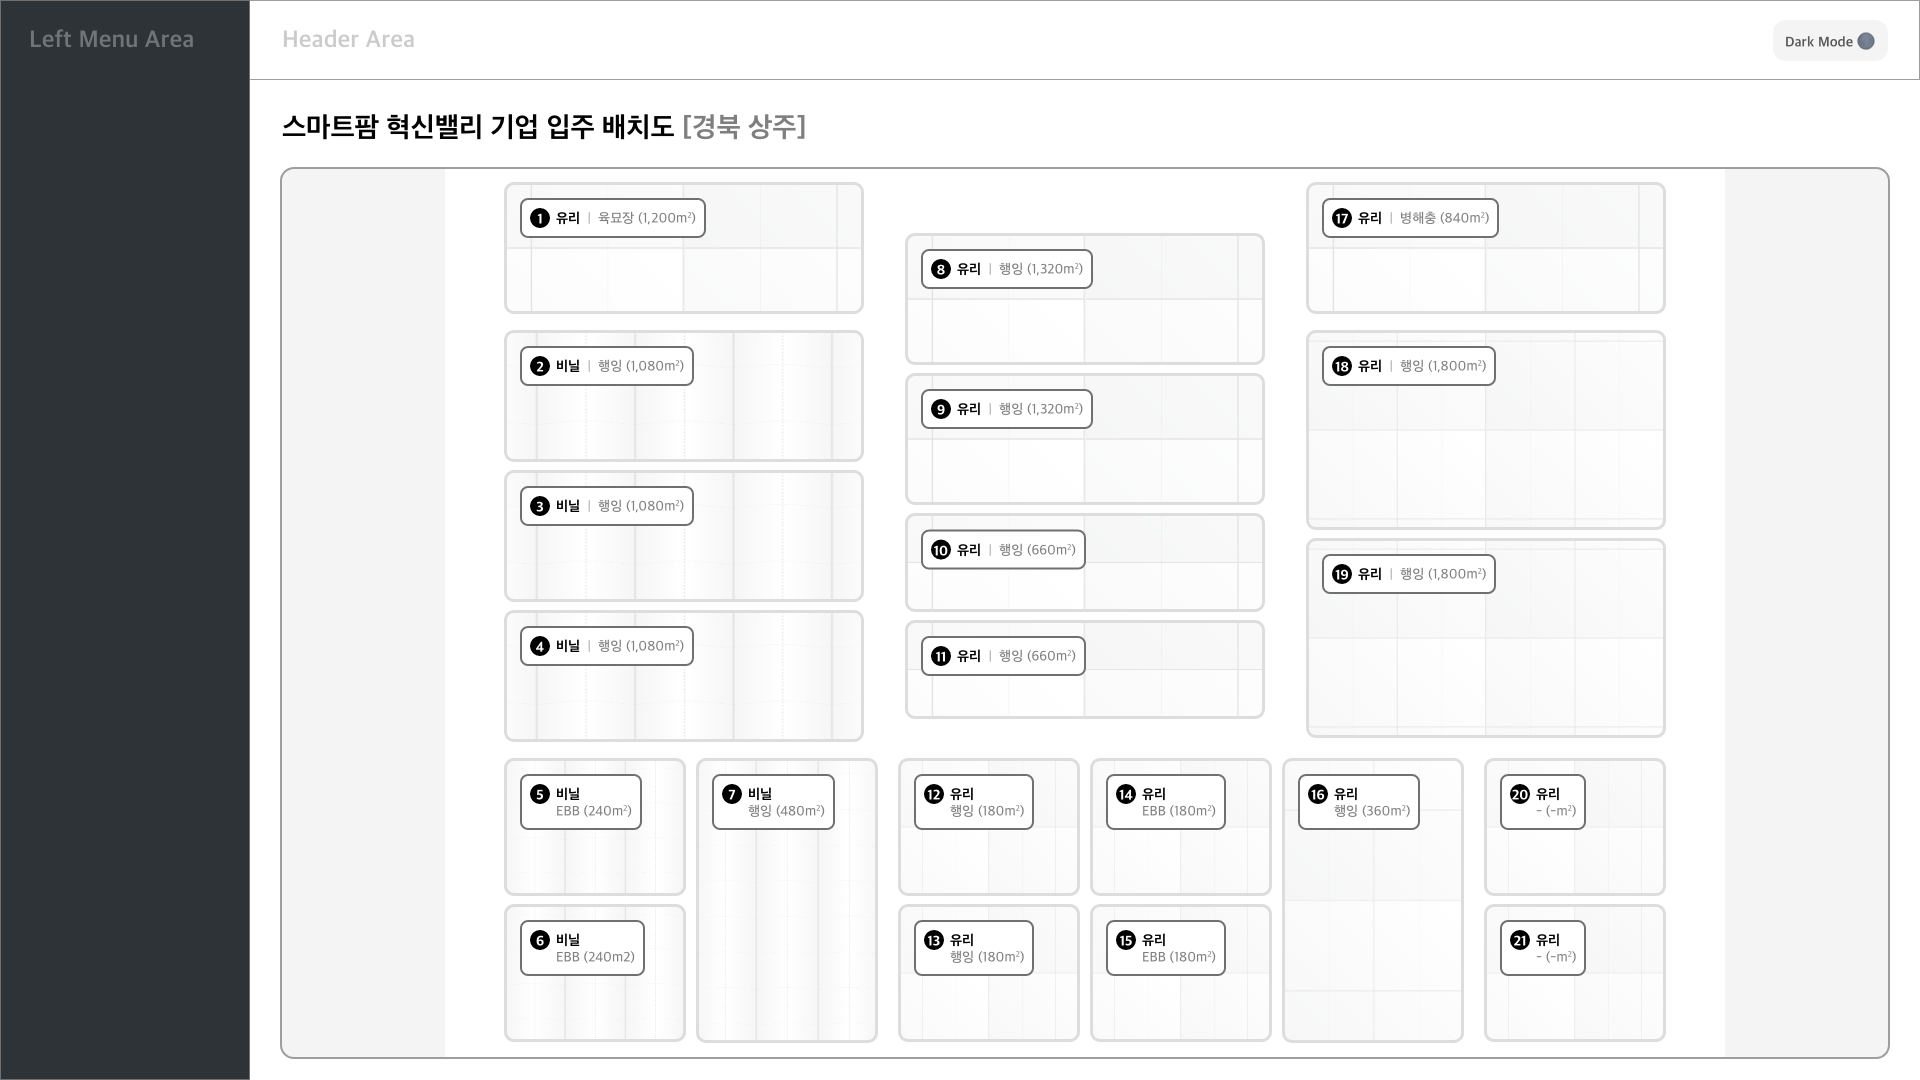 Left Menu Area
Header Area
Dark Mode
스마트팜 혁신밸리 기업 입주 배치도 [경북 상주]
1 유리 | 육묘장 (1,200m²)
2 비닐 | 행잉 (1,080m²)
3 비닐 | 행잉 (1,080m²)
4 비닐 | 행잉 (1,080m²)
5 비닐
EBB (240m²)
6 비닐
EBB (240m2)
7 비닐
행잉 (480m²)
8 유리 | 행잉 (1,320m²)
9 유리 | 행잉 (1,320m²)
10 유리 | 행잉 (660m²)
11 유리 | 행잉 (660m²)
12 유리
행잉 (180m²)
13 유리
행잉 (180m²)
14 유리
EBB (180m²)
15 유리
EBB (180m²)
16 유리
행잉 (360m²)
17 유리 | 병해충 (840m²)
18 유리 | 행잉 (1,800m²)
19 유리 | 행잉 (1,800m²)
20 유리
- (-m²)
21 유리
- (-m²)